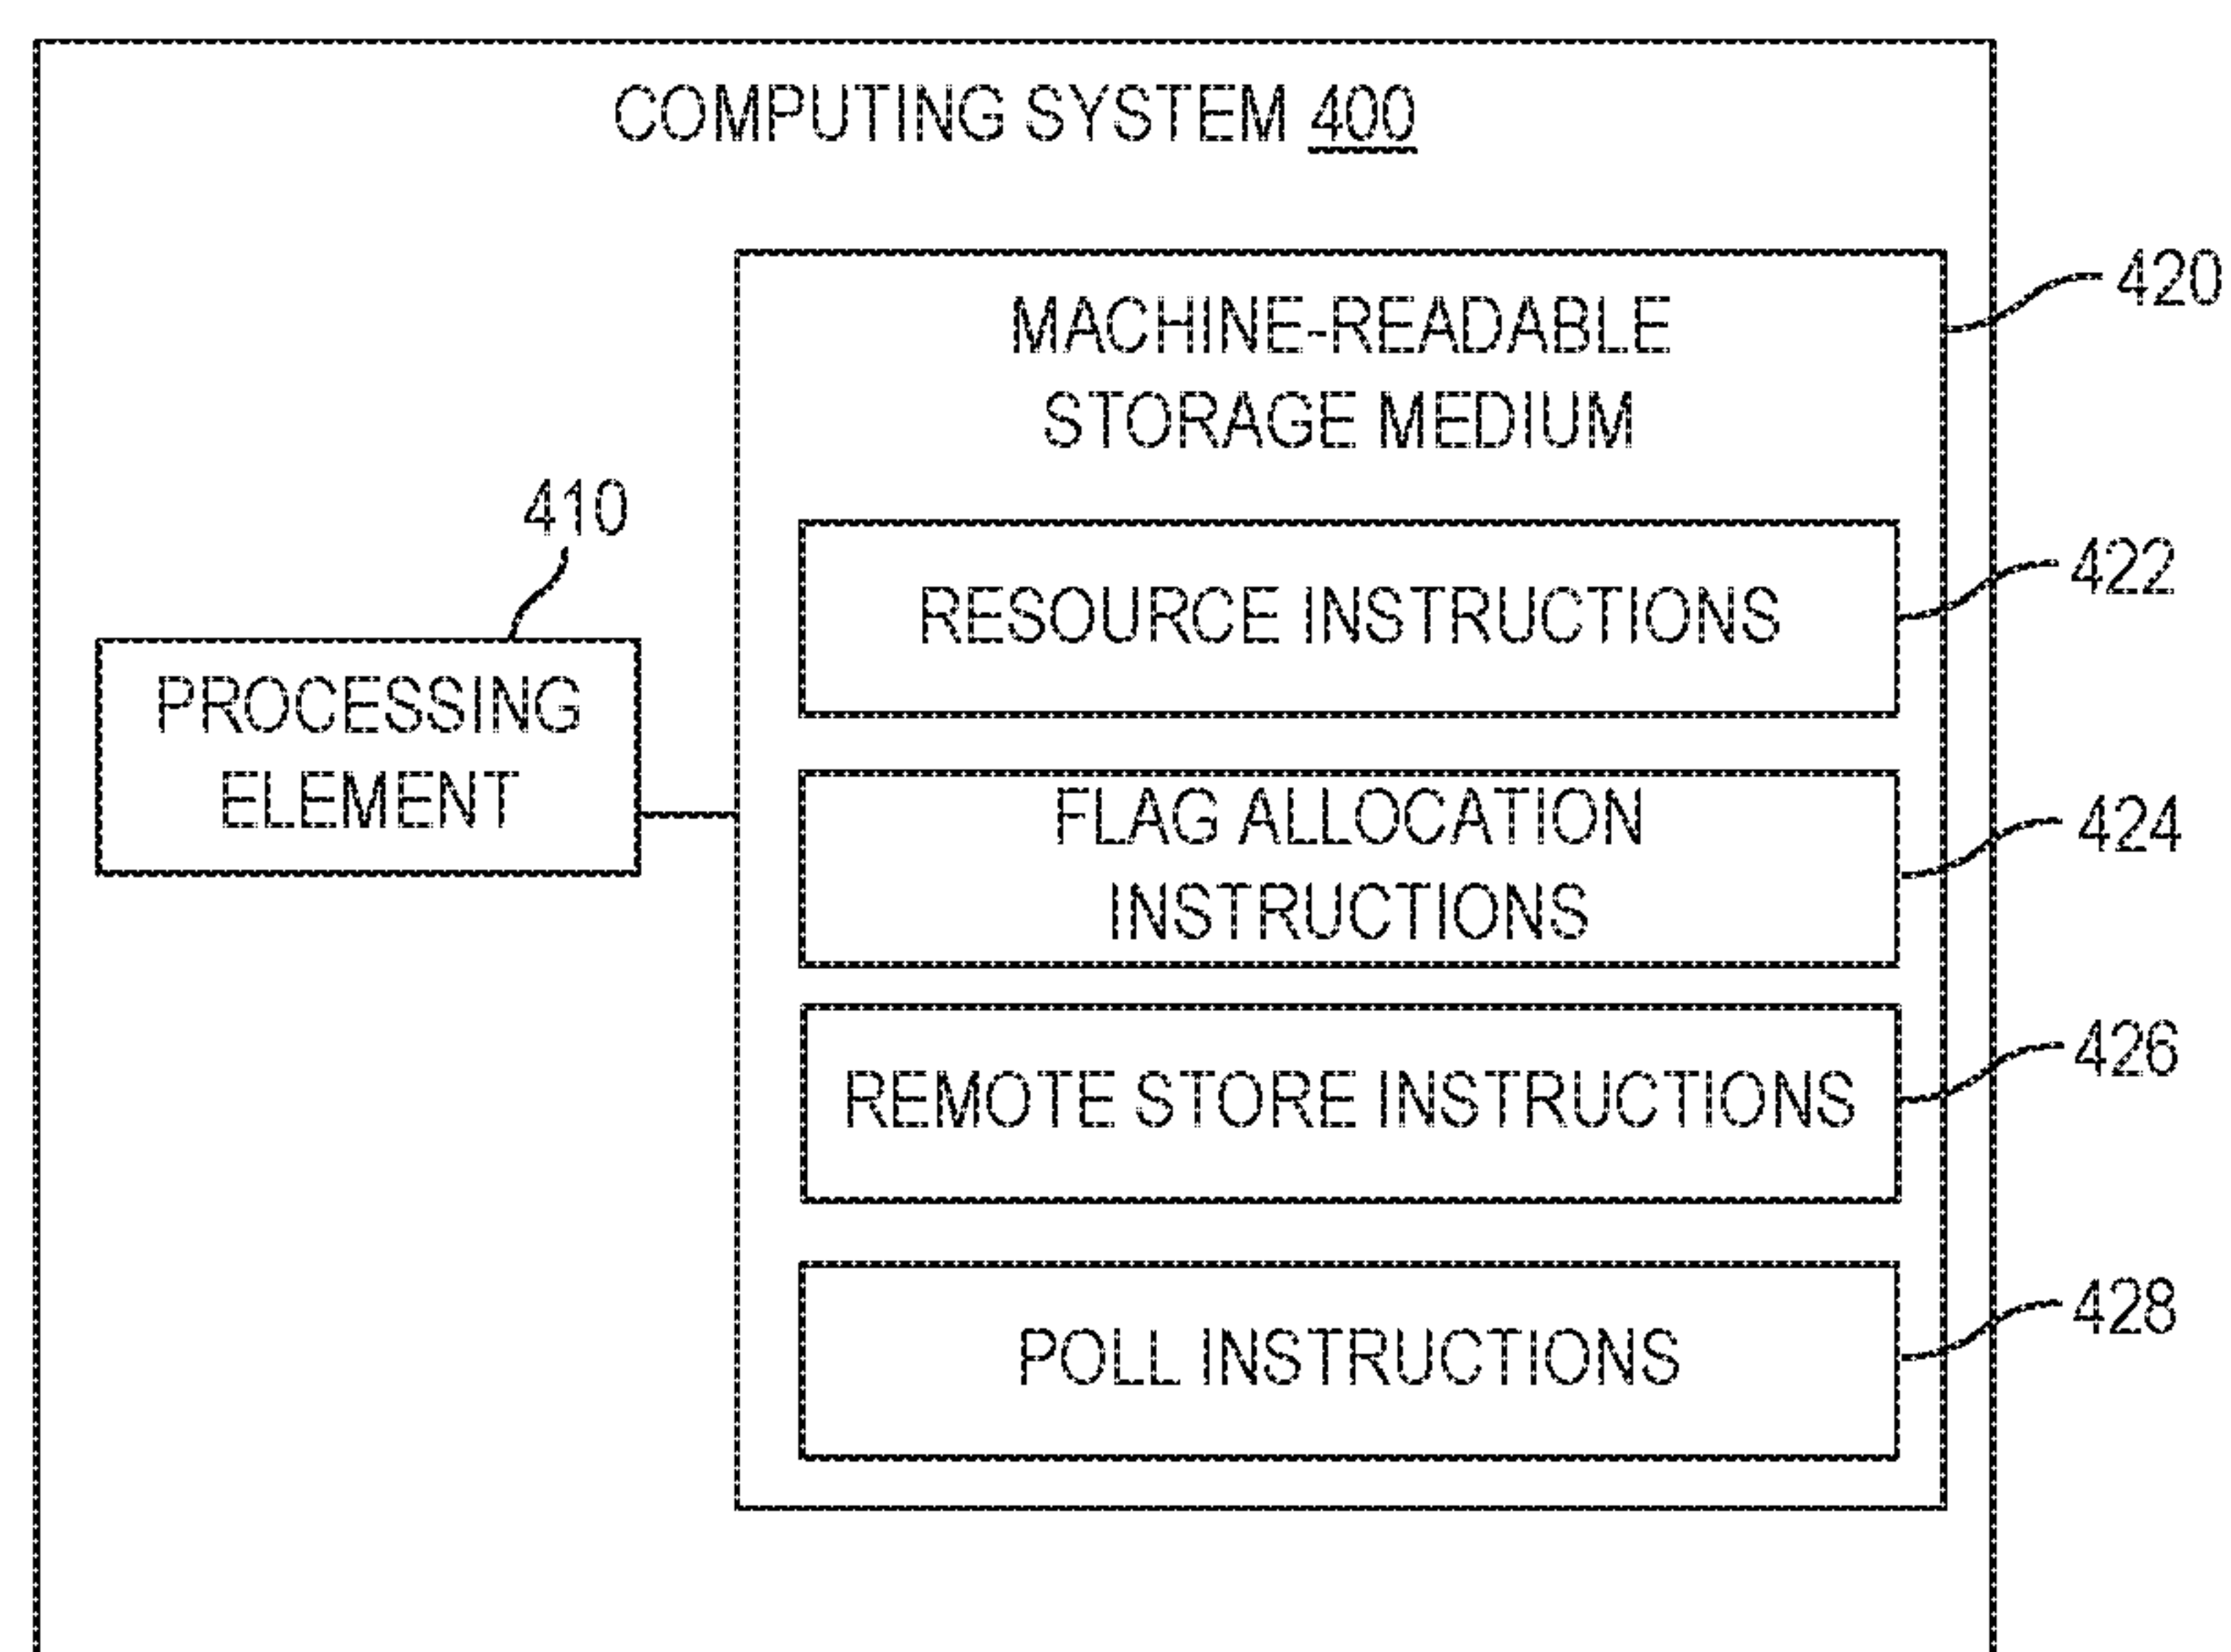 COMPUTING SYSTEM 400
MACHINE-READABLE
STORAGE MEDIUM
420
410
PROCESSING
ELEMENT
RESOURCE INSTRUCTIONS
422
FLAG ALLOCATION
INSTRUCTIONS
424
REMOTE STORE INSTRUCTIONS
426
POLL INSTRUCTIONS
428